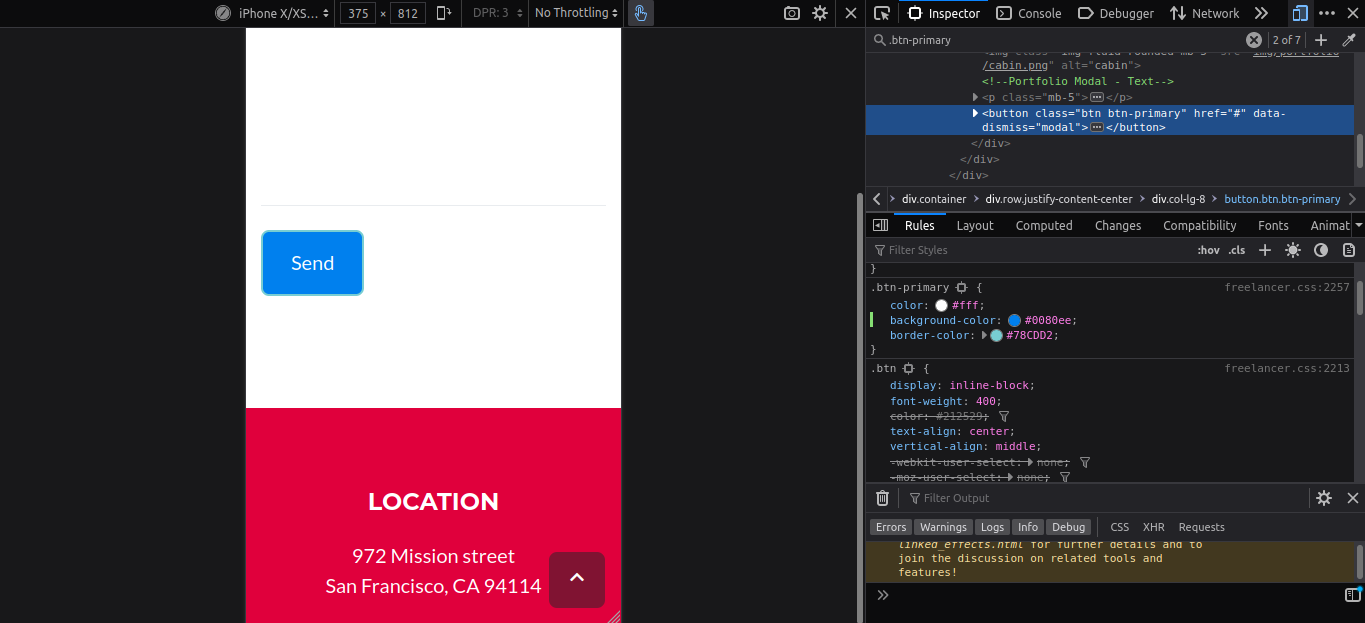 iPhone X/XS... 375 × 812 DPR: 3 No Throttling
Send
LOCATION
972 Mission street
San Francisco, CA 94114
Inspector Console Debugger Network
.btn-primary 2 of 7
/cabin.png" alt="cabin">
<!--Portfolio Modal - Text-->
<p class="mb-5"></p>
<button class="btn btn-primary" href="#" data-
dismiss="modal"></button>
</div>
</div>
</div>
div.container div.row.justify-content-center div.col-lg-8 button.btn.btn-primary
Rules Layout Computed Changes Compatibility Fonts Animat
Filter Styles :hov .cls
}
.btn-primary { freelancer.css:2257
color: #fff;
background-color: #0080ee;
border-color: #78CDD2;
}
.btn { freelancer.css:2213
display: inline-block;
font-weight: 400;
color: #212529;
text-align: center;
vertical-align: middle;
-webkit-user-select: none;
-moz-user-select: none;
Filter Output
Errors Warnings Logs Info Debug CSS XHR Requests
linked_effects.html for further details and to
join the discussion on related tools and
features!